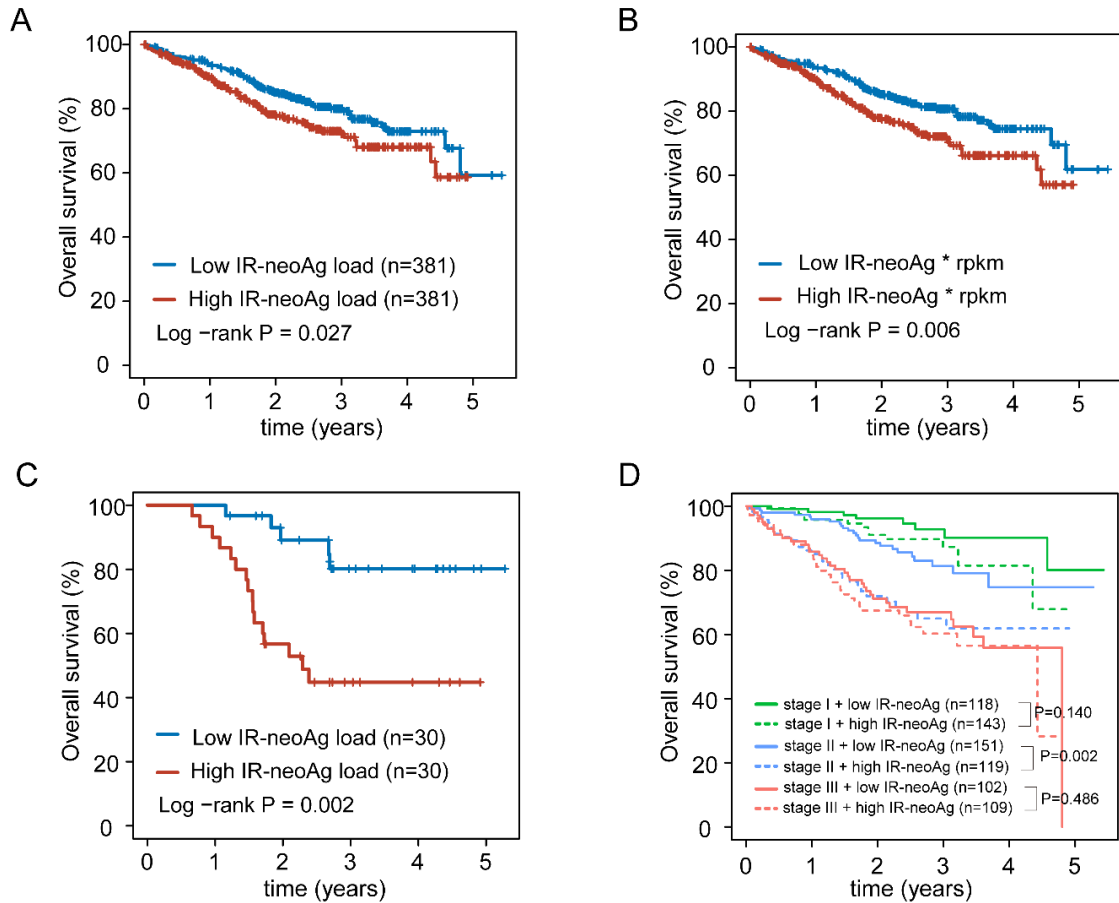 A
Overall survival (%)
100
80
60
40
20
0
Low IR-neoAg load (n=381)
High IR-neoAg load (n=381)
Log −rank P = 0.027
0 1 2 3 4 5
time (years)
B
Overall survival (%)
100
80
60
40
20
0
Low IR-neoAg * rpkm
High IR-neoAg * rpkm
Log −rank P = 0.006
0 1 2 3 4 5
time (years)
C
Overall survival (%)
100
80
60
40
20
0
Low IR-neoAg load (n=30)
High IR-neoAg load (n=30)
Log −rank P = 0.002
0 1 2 3 4 5
time (years)
D
Overall survival (%)
100
80
60
40
20
0
stage I + low IR-neoAg (n=118)
stage I + high IR-neoAg (n=143)
P=0.140
stage II + low IR-neoAg (n=151)
stage II + high IR-neoAg (n=119)
P=0.002
stage III + low IR-neoAg (n=102)
stage III + high IR-neoAg (n=109)
P=0.486
0 1 2 3 4 5
time (years)